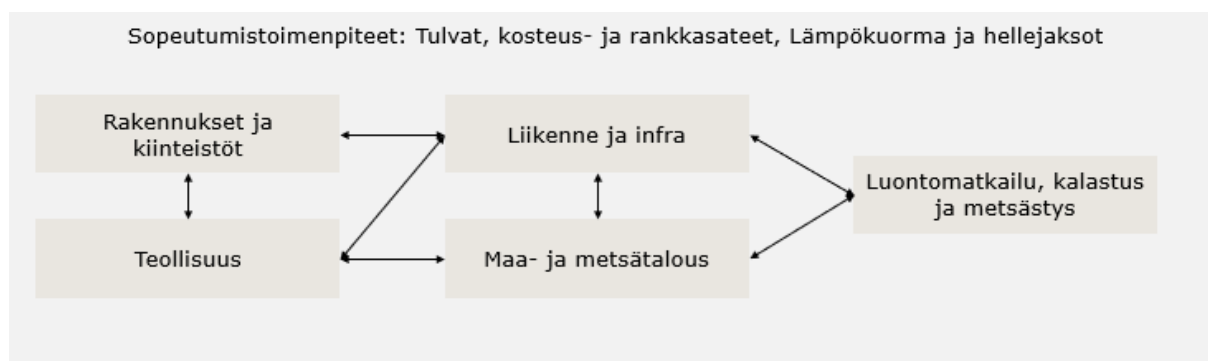 Sopeutumistoimenpiteet: Tulvat, kosteus- ja rankkasateet, Lämpökuorma ja hellejaksot
Rakennukset ja
kiinteistöt
Liikenne ja infra
Luontomatkailu, kalastus
ja metsästys
Teollisuus
Maa- ja metsätalous